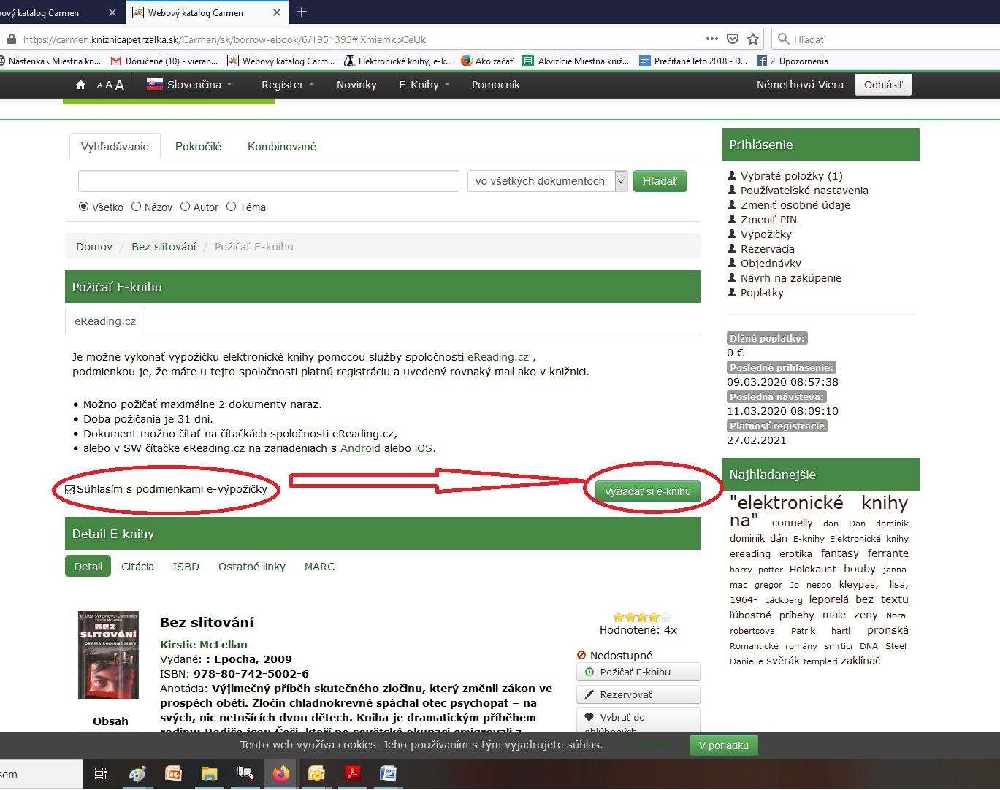 ový katalog Carmen
Webový katalog Carmen
https://carmen.kniznicapetrzalka.sk/Carmen/sk/borrow-ebook/6/1951395#.XmiemkpCeUk
Hľadať
Nástenka ‹ Miestna kn...
Doručené (10) - vieran...
Webový katalog Carm...
Elektronické knihy, e-k...
Ako začať
Akvizície Miestna kniž...
Prečítané leto 2018 - D...
2 Upozornenia
A A A
Slovenčina
Register
Novinky
E-Knihy
Pomocník
Némethová Viera
Odhlásiť
Vyhľadávanie
Pokročilé
Kombinované
vo všetkých dokumentoch
Hľadať
Všetko
Názov
Autor
Téma
Domov / Bez slitování / Požičať E-knihu
Požičať E-knihu
eReading.cz
Je možné vykonať výpožičku elektronické knihy pomocou služby spoločnosti eReading.cz ,
podmienkou je, že máte u tejto spoločnosti platnú registráciu a uvedený rovnaký mail ako v knižnici.
• Možno požičať maximálne 2 dokumenty naraz.
• Doba požičania je 31 dní.
• Dokument možno čítať na čítačkách spoločnosti eReading.cz,
• alebo v SW čítačke eReading.cz na zariadeniach s Android alebo iOS.
Súhlasím s podmienkami e-výpožičky
Vyžiadať si e-knihu
Detail E-knihy
Detail
Citácia
ISBD
Ostatné linky
MARC
Liba Švrčinová-Cunnings
Kirstie McLellan
BEZ
SLITOVÁNÍ
DRAMA RODINNÉ MSTY
Obsah
Bez slitování
Kirstie McLellan
Vydané: : Epocha, 2009
ISBN: 978-80-742-5002-6
Anotácia: Výjimečný příběh skutečného zločinu, který změnil zákon ve
prospěch oběti. Zločin chladnokrevně spáchal otec psychopat – na
svých, nic netušících dvou dětech. Kniha je dramatickým příběhem
rodiny: Rodiče jsou Češi, kteří po sovětské okupaci emigrovali z
Hodnotené: 4x
Nedostupné
Požičať E-knihu
Rezervovať
Vybrať do
obľúbených
Prihlásenie
Vybraté položky (1)
Používateľské nastavenia
Zmeniť osobné údaje
Zmeniť PIN
Výpožičky
Rezervácia
Objednávky
Návrh na zakúpenie
Poplatky
Dlžné poplatky:
0 €
Posledné prihlásenie:
09.03.2020 08:57:38
Posledná návšteva:
11.03.2020 08:09:10
Platnosť registrácie
27.02.2021
Najhľadanejšie
"elektronické knihy
na" connelly dan Dan dominik
dominik dán E-knihy Elektronické knihy
ereading erotika fantasy ferrante
harry potter Holokaust houby janna
mac gregor Jo nesbo kleypas, lisa,
1964- Läckberg leporelá bez textu
ľúbostné príbehy male zeny Nora
robertsova Patrik hartl pronská
Romantické romány smrtíci DNA Steel
Danielle svěrák templari zaklínač
Tento web využíva cookies. Jeho používaním s tým vyjadrujete súhlas.
V poriadku
sem